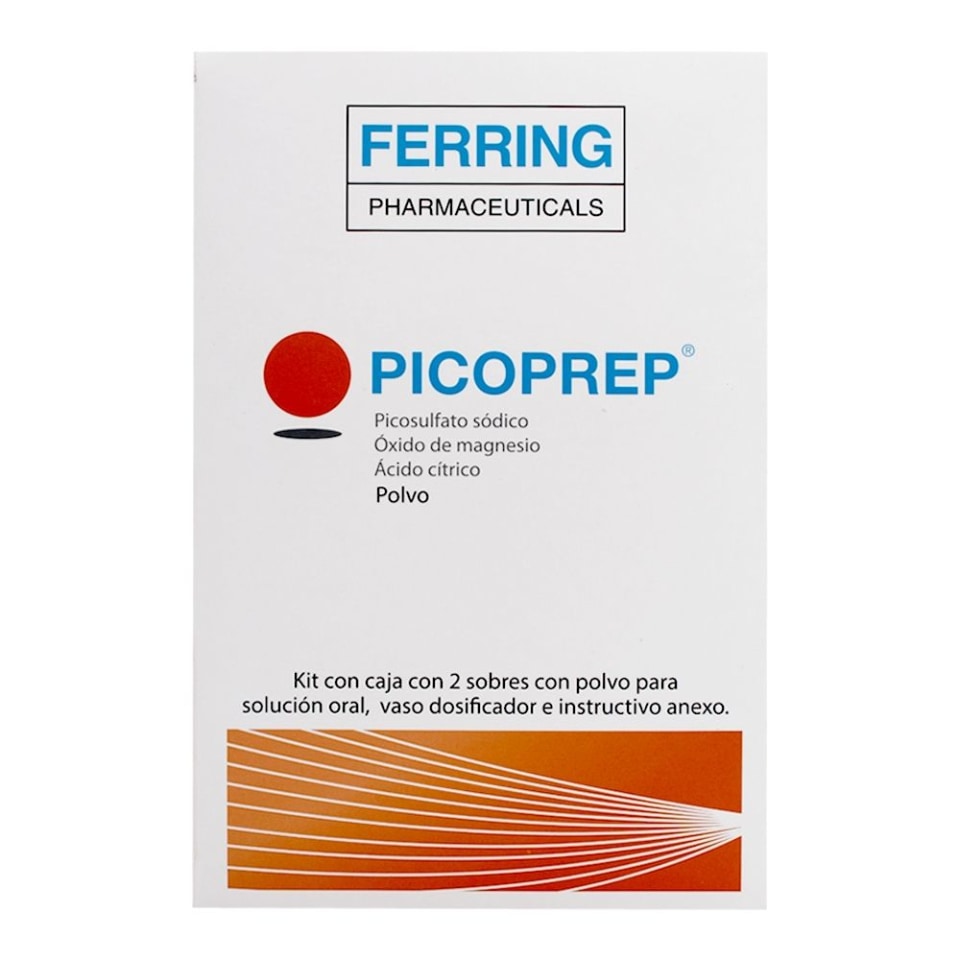 FERRING
PHARMACEUTICALS
PICOPREP®
Picosulfato sódico
Óxido de magnesio
Ácido cítrico
Polvo
Kit con caja con 2 sobres con polvo para
solución oral, vaso dosificador e instructivo anexo.